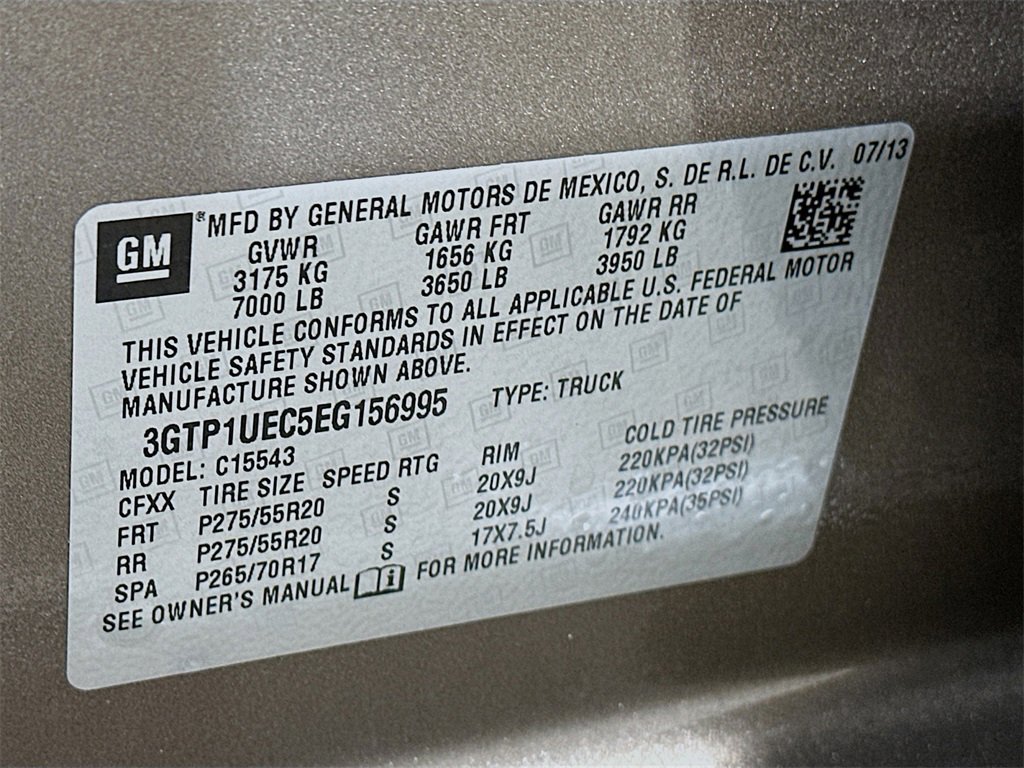 GM
® MFD BY GENERAL MOTORS DE MEXICO, S. DE R.L. DE C.V. 07/13
GVWR GAWR FRT GAWR RR
3175 KG 1656 KG 1792 KG
7000 LB 3650 LB 3950 LB
THIS VEHICLE CONFORMS TO ALL APPLICABLE U.S. FEDERAL MOTOR
VEHICLE SAFETY STANDARDS IN EFFECT ON THE DATE OF
MANUFACTURE SHOWN ABOVE.
3GTP1UEC5EG156995 TYPE: TRUCK
MODEL: C15543
CFXX TIRE SIZE SPEED RTG RIM COLD TIRE PRESSURE
FRT P275/55R20 S 20X9J 220KPA(32PSI)
RR P275/55R20 S 20X9J 220KPA(32PSI)
SPA P265/70R17 S 17X7.5J 240KPA(35PSI)
SEE OWNER'S MANUAL FOR MORE INFORMATION.